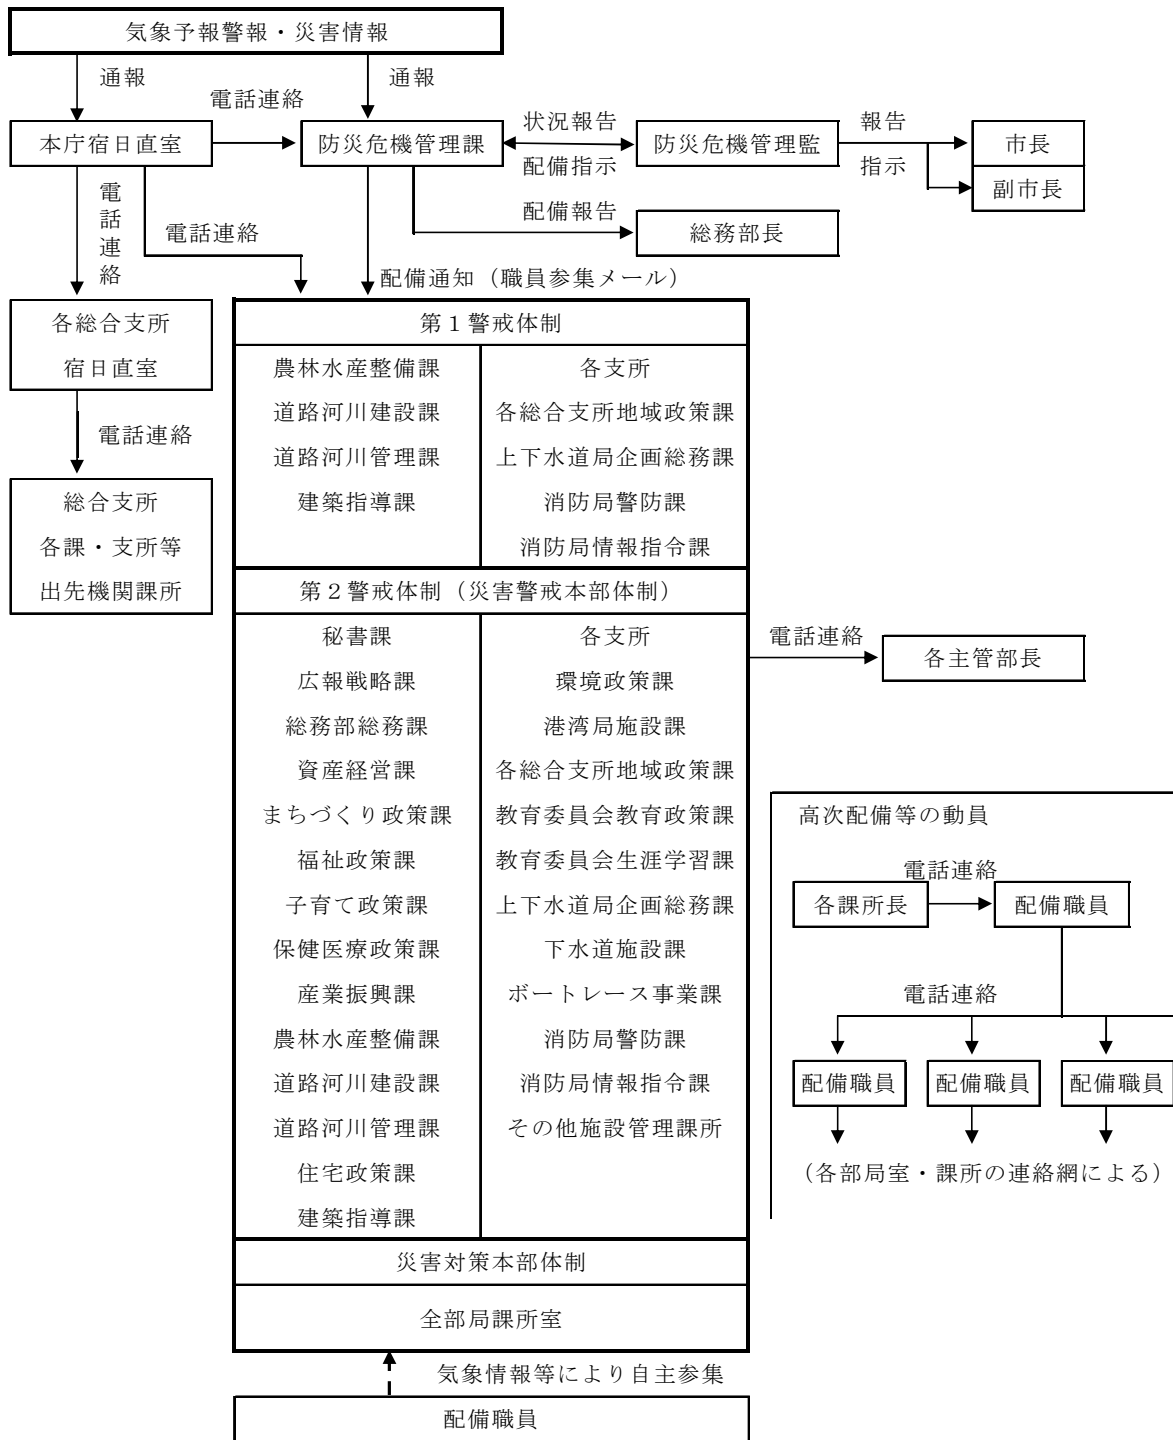 気象予報警報・災害情報
通報
通報
電話連絡
本庁宿日直室
防災危機管理課
状況報告
配備指示
防災危機管理監
報告
指示
市長
副市長
電話連絡
電話連絡
配備報告
総務部長
配備通知（職員参集メール）
各総合支所
宿日直室
電話連絡
総合支所
各課・支所等
出先機関課所
第１警戒体制
農林水産整備課
道路河川建設課
道路河川管理課
建築指導課
各支所
各総合支所地域政策課
上下水道局企画総務課
消防局警防課
消防局情報指令課
第２警戒体制（災害警戒本部体制）
秘書課
広報戦略課
総務部総務課
資産経営課
まちづくり政策課
福祉政策課
子育て政策課
保健医療政策課
産業振興課
農林水産整備課
道路河川建設課
道路河川管理課
住宅政策課
建築指導課
各支所
環境政策課
港湾局施設課
各総合支所地域政策課
教育委員会教育政策課
教育委員会生涯学習課
上下水道局企画総務課
下水道施設課
ボートレース事業課
消防局警防課
消防局情報指令課
その他施設管理課所
電話連絡
各主管部長
災害対策本部体制
全部局課所室
気象情報等により自主参集
配備職員
高次配備等の動員
電話連絡
各課所長
配備職員
電話連絡
配備職員
配備職員
配備職員
（各部局室・課所の連絡網による）